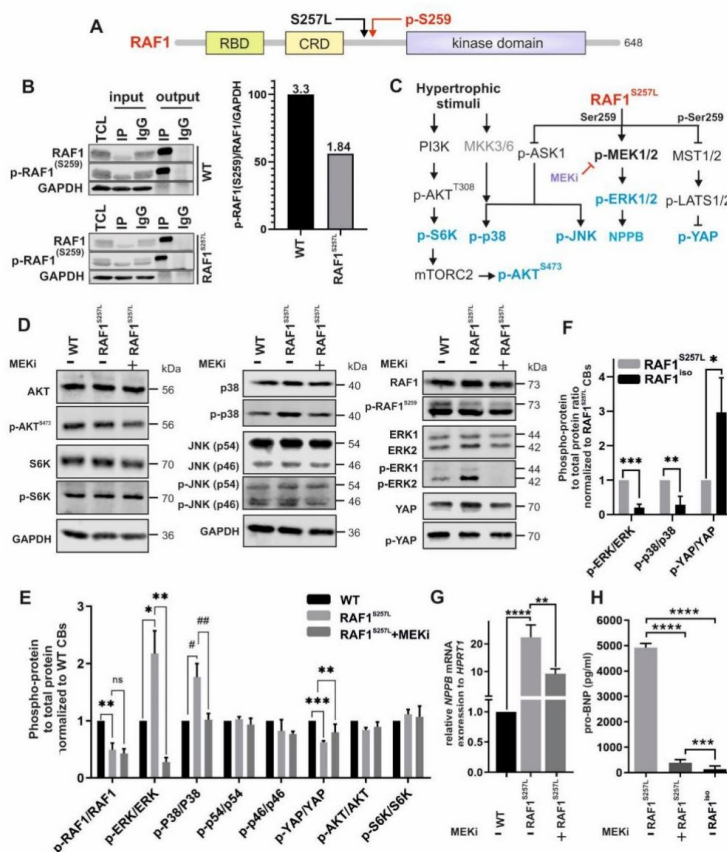 A
RAF1
S257L
p-S259
RBD
CRD
kinase domain
648
B
input
output
TCL
IP
IgG
IP
IgG
RAF1
p-RAF1(S259)
GAPDH
WT
RAF1
p-RAF1(S259)
GAPDH
RAF1S257L
p-RAF1(S259)/RAF1/GAPDH
100
50
0
3.3
1.84
WT
RAF1S257L
C
Hypertrophic
stimuli
RAF1S257L
Ser259
p-Ser259
PI3K
MKK3/6
p-ASK1
p-MEK1/2
MST1/2
MEKi
p-AKTT308
p-ERK1/2
p-LATS1/2
p-S6K
p-p38
p-JNK
NPPB
p-YAP
mTORC2
p-AKTS473
D
WT
RAF1S257L
RAF1S257L
MEKi
-
-
+
kDa
AKT
56
p-AKTS473
56
S6K
70
p-S6K
70
GAPDH
36
WT
RAF1S257L
RAF1S257L
MEKi
-
-
+
kDa
p38
40
p-p38
40
JNK (p54)
54
JNK (p46)
46
p-JNK (p54)
54
p-JNK (p46)
46
GAPDH
36
WT
RAF1S257L
RAF1S257L
MEKi
-
-
+
kDa
RAF1
73
p-RAF1S259
73
ERK1
44
ERK2
42
p-ERK1
44
p-ERK2
42
YAP
70
p-YAP
70
F
RAF1S257L
RAF1iso
Phospho-protein
to total protein ratio
normalized to RAF1S257L CBs
4
3
2
1
0
***
**
*
p-ERK/ERK
p-p38/p38
p-YAP/YAP
E
WT
RAF1S257L
RAF1S257L+MEKi
Phospho-protein
to total protein
normalized to WT CBs
3
2
1
0
**
ns
*
**
#
##
***
**
p-RAF1/RAF1
p-ERK/ERK
p-P38/P38
p-p54/p54
p-p46/p46
p-YAP/YAP
p-AKT/AKT
p-S6K/S6K
G
relative NPPB mRNA
expression to HPRT1
****
**
MEKi
- WT
- RAF1S257L
+ RAF1S257L
H
pro-BNP (pg/ml)
6000
5000
4000
3000
2000
1000
0
****
****
***
MEKi
- RAF1S257L
+ RAF1S257L
- RAF1iso